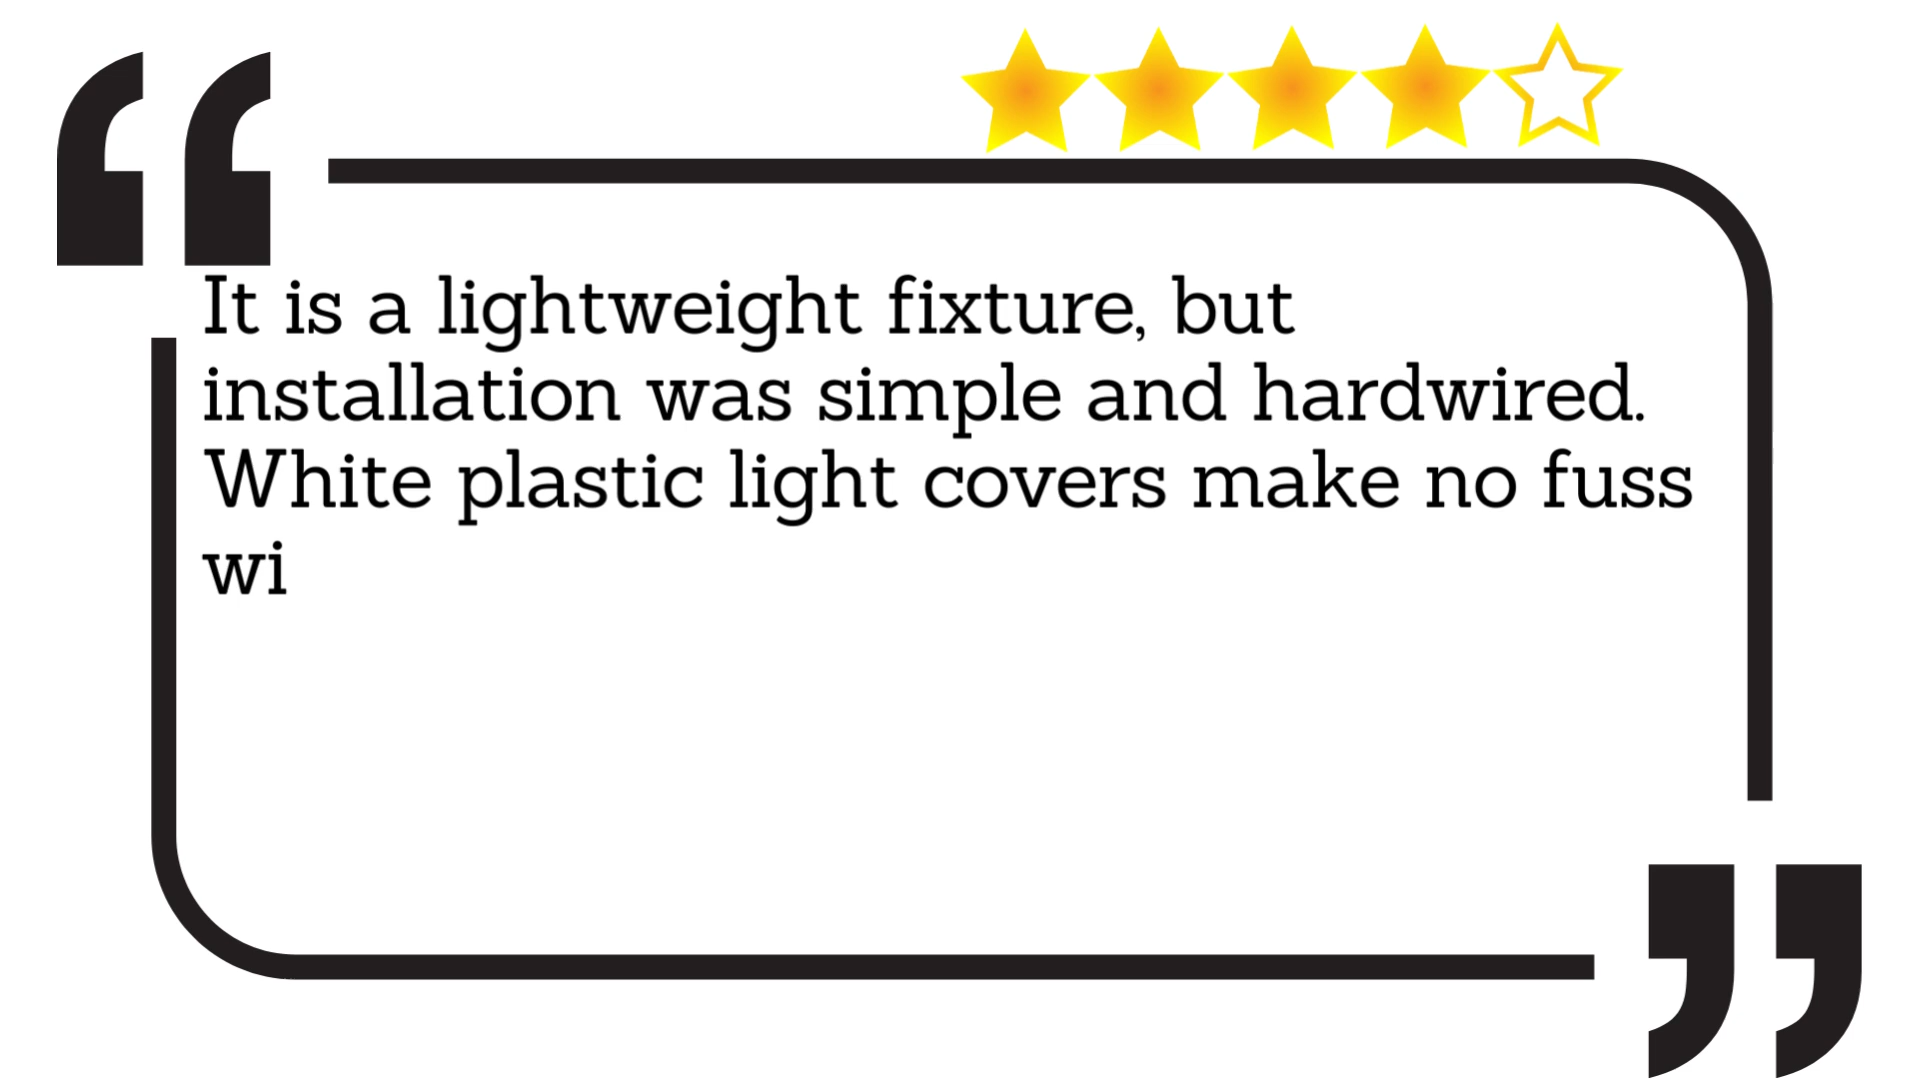 It is a lightweight fixture, but
installation was simple and hardwired.
White plastic light covers make no fuss
wi